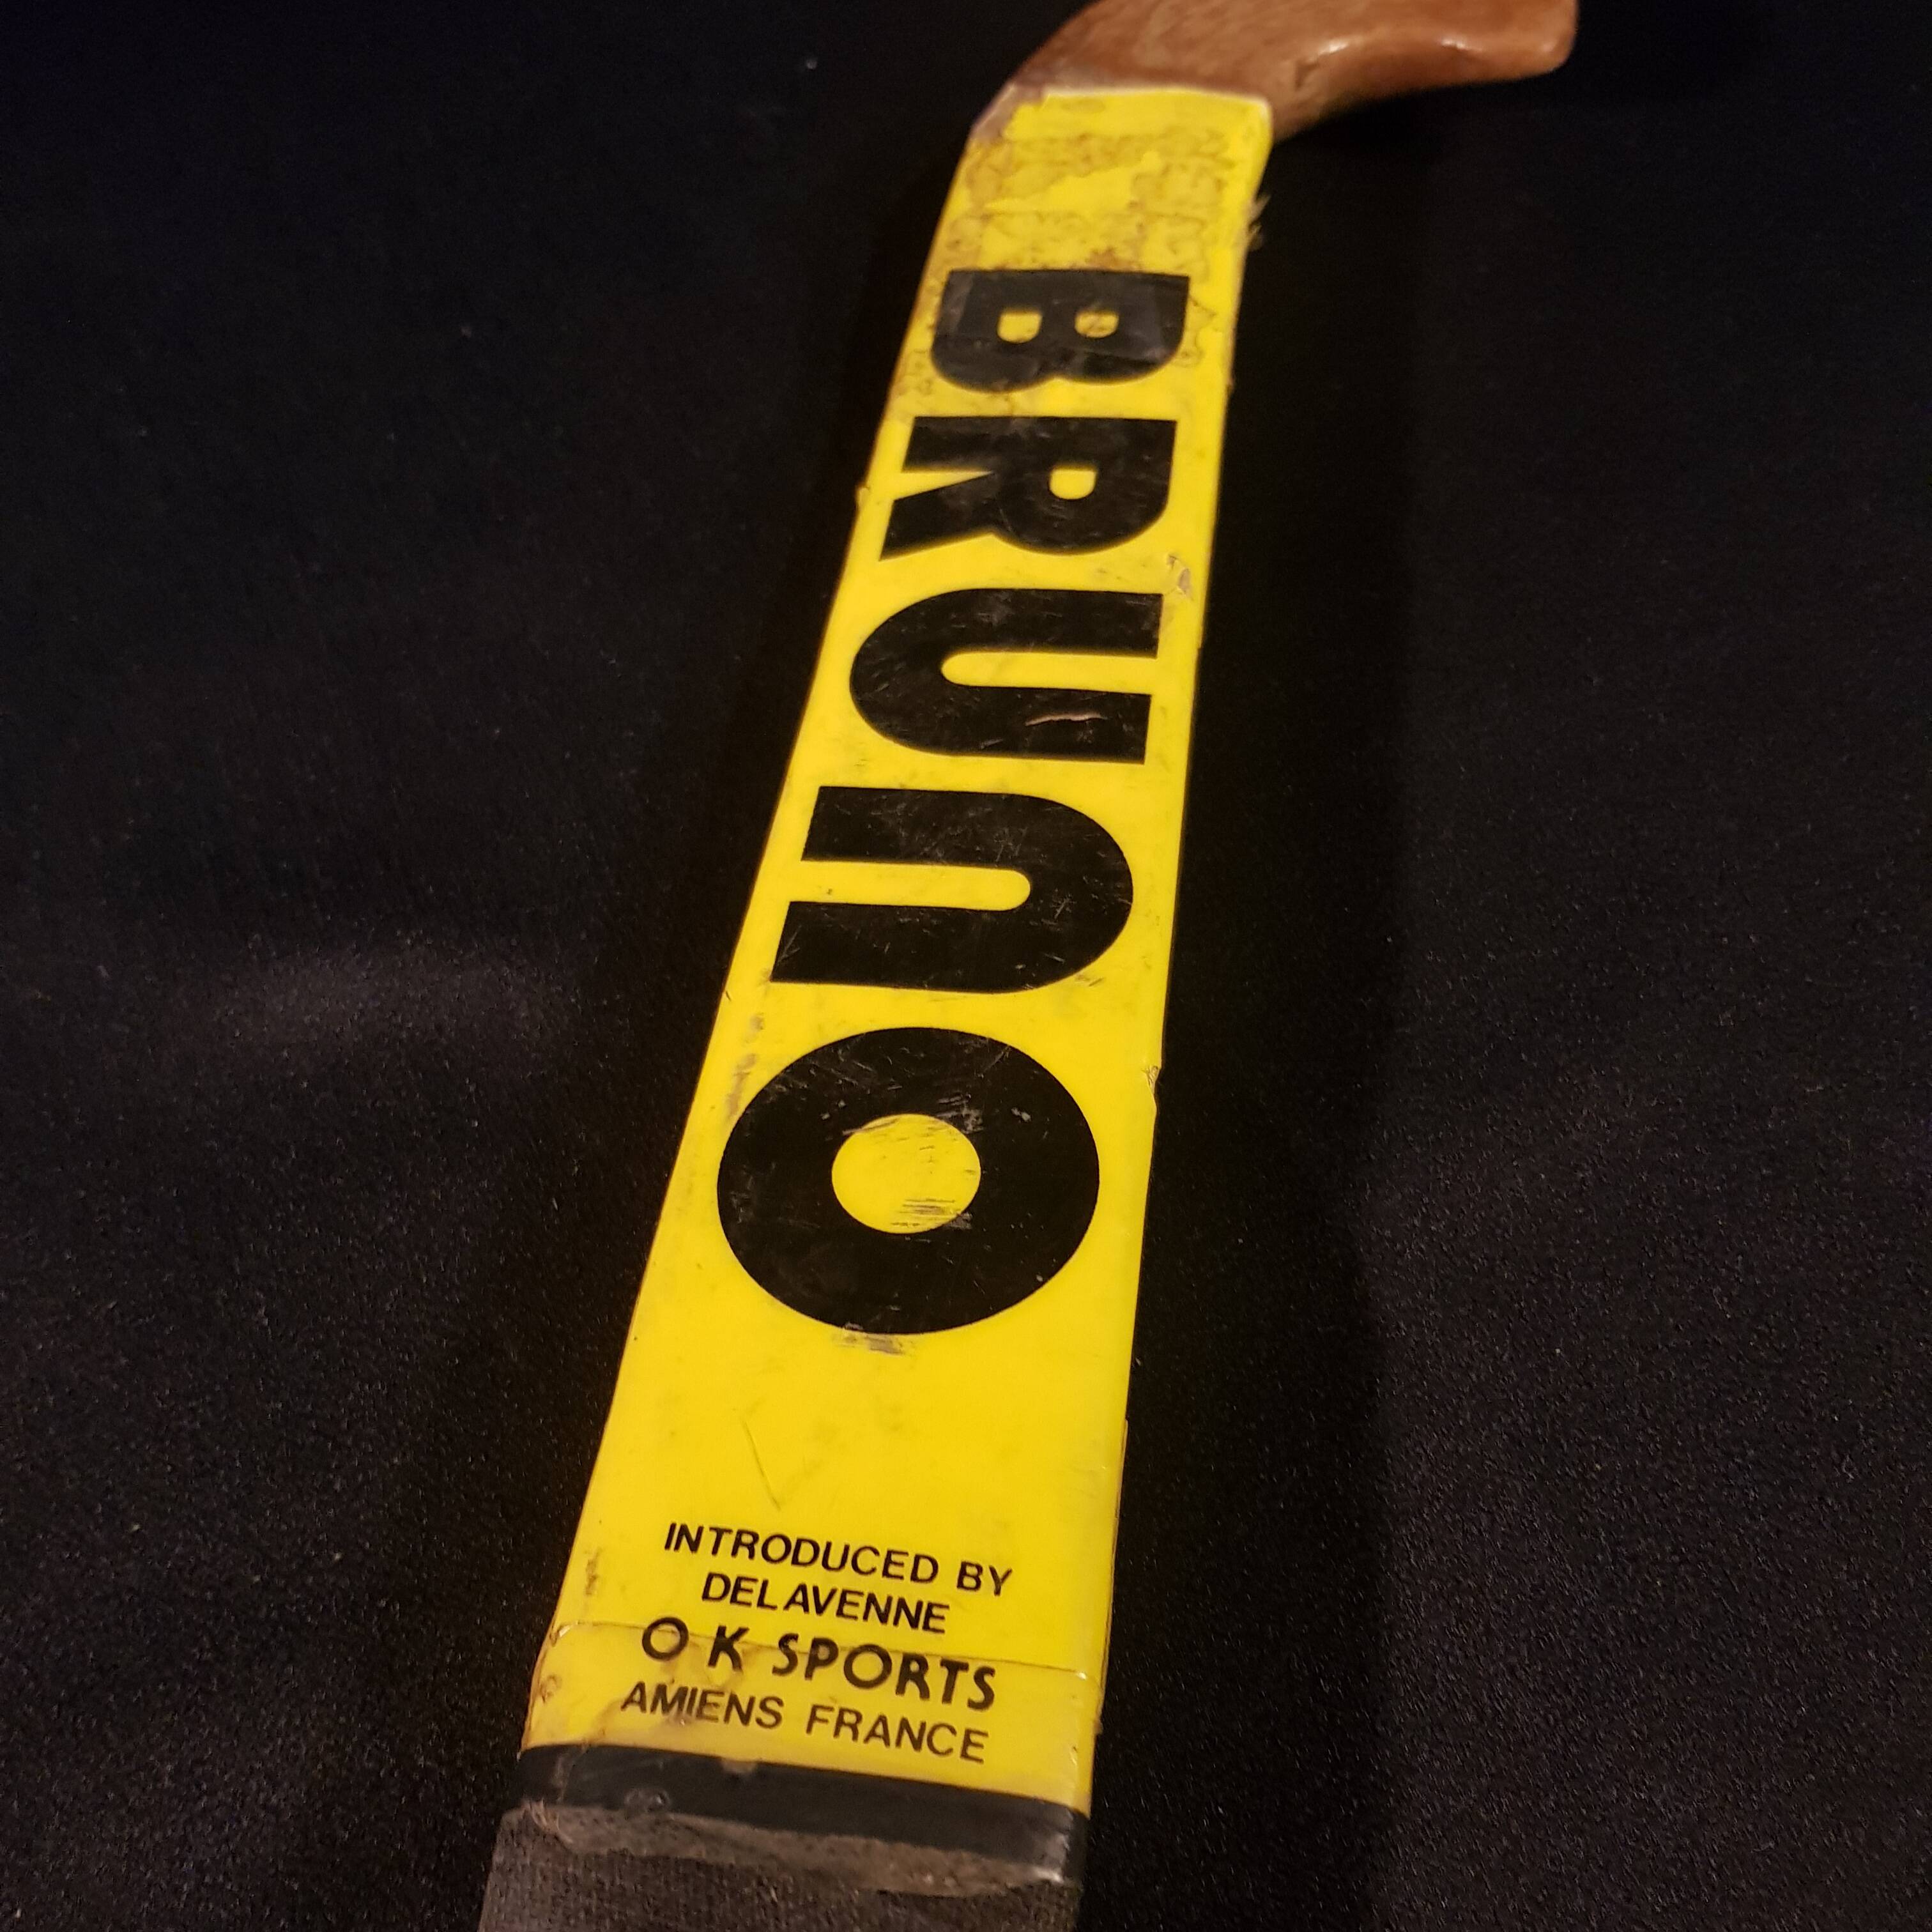 BRUNO
INTRODUCED BY
DELAVENNE
O K SPORTS
AMIENS FRANCE